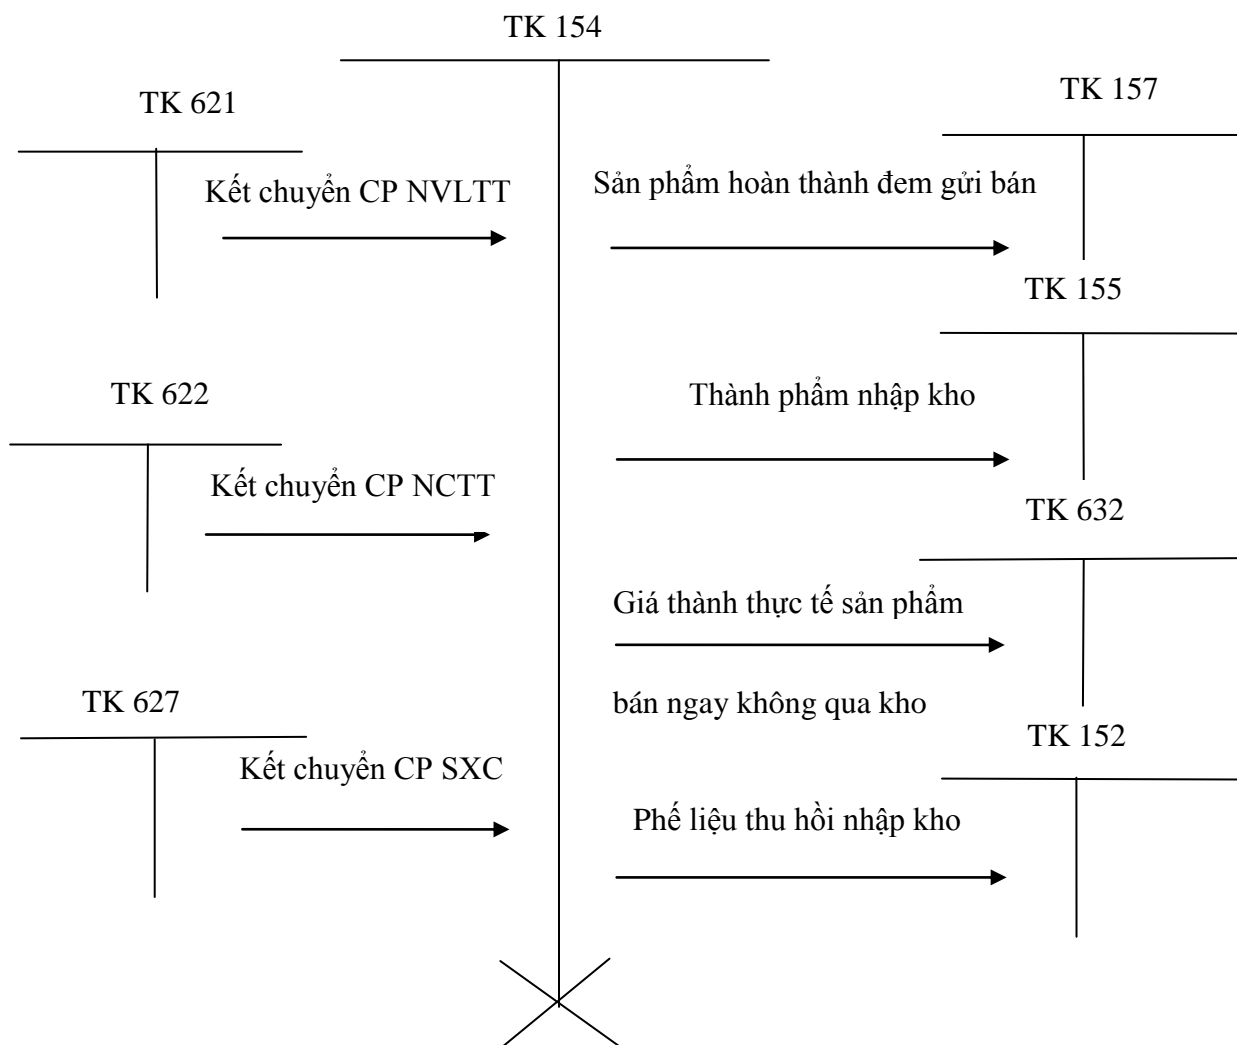 TK 154
TK 621
TK 157
Kết chuyển CP NVLTT
Sản phẩm hoàn thành đem gửi bán
TK 155
TK 622
Thành phẩm nhập kho
Kết chuyển CP NCTT
TK 632
Giá thành thực tế sản phẩm
bán ngay không qua kho
TK 627
TK 152
Kết chuyển CP SXC
Phế liệu thu hồi nhập kho